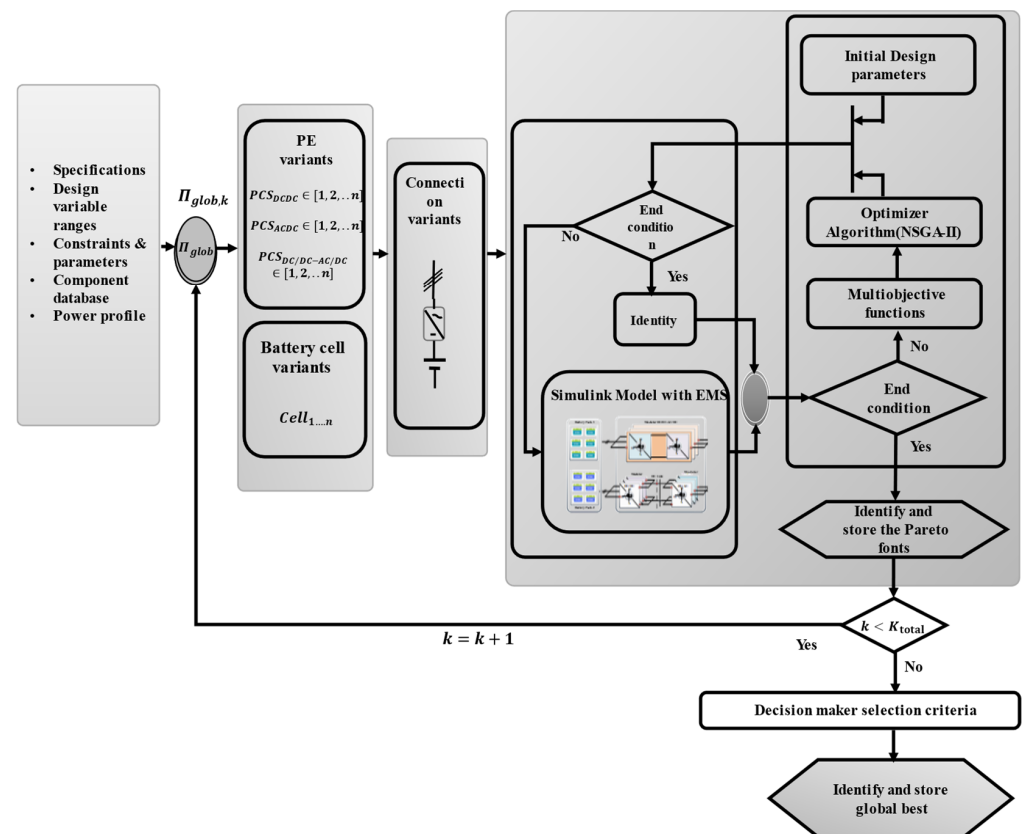 • Specifications
• Design
variable
ranges
• Constraints &
parameters
• Component
database
• Power profile
Π_glob,k
Π_glob
PE
variants
PCS_DCDC ∈ [1, 2, . . n]
PCS_ACDC ∈ [1, 2, . . n]
PCS_DC/DC−AC/DC
∈ [1, 2, . . n]
Battery cell
variants
Cell_1....n
Connecti
on
variants
End
conditio
n
No
Yes
Identity
Simulink Model with EMS
Initial Design
parameters
Optimizer
Algorithm(NSGA-II)
Multiobjective
functions
No
End
condition
Yes
Identify and
store the Pareto
fonts
k < K_total
Yes
k = k + 1
No
Decision maker selection criteria
Identify and store
global best